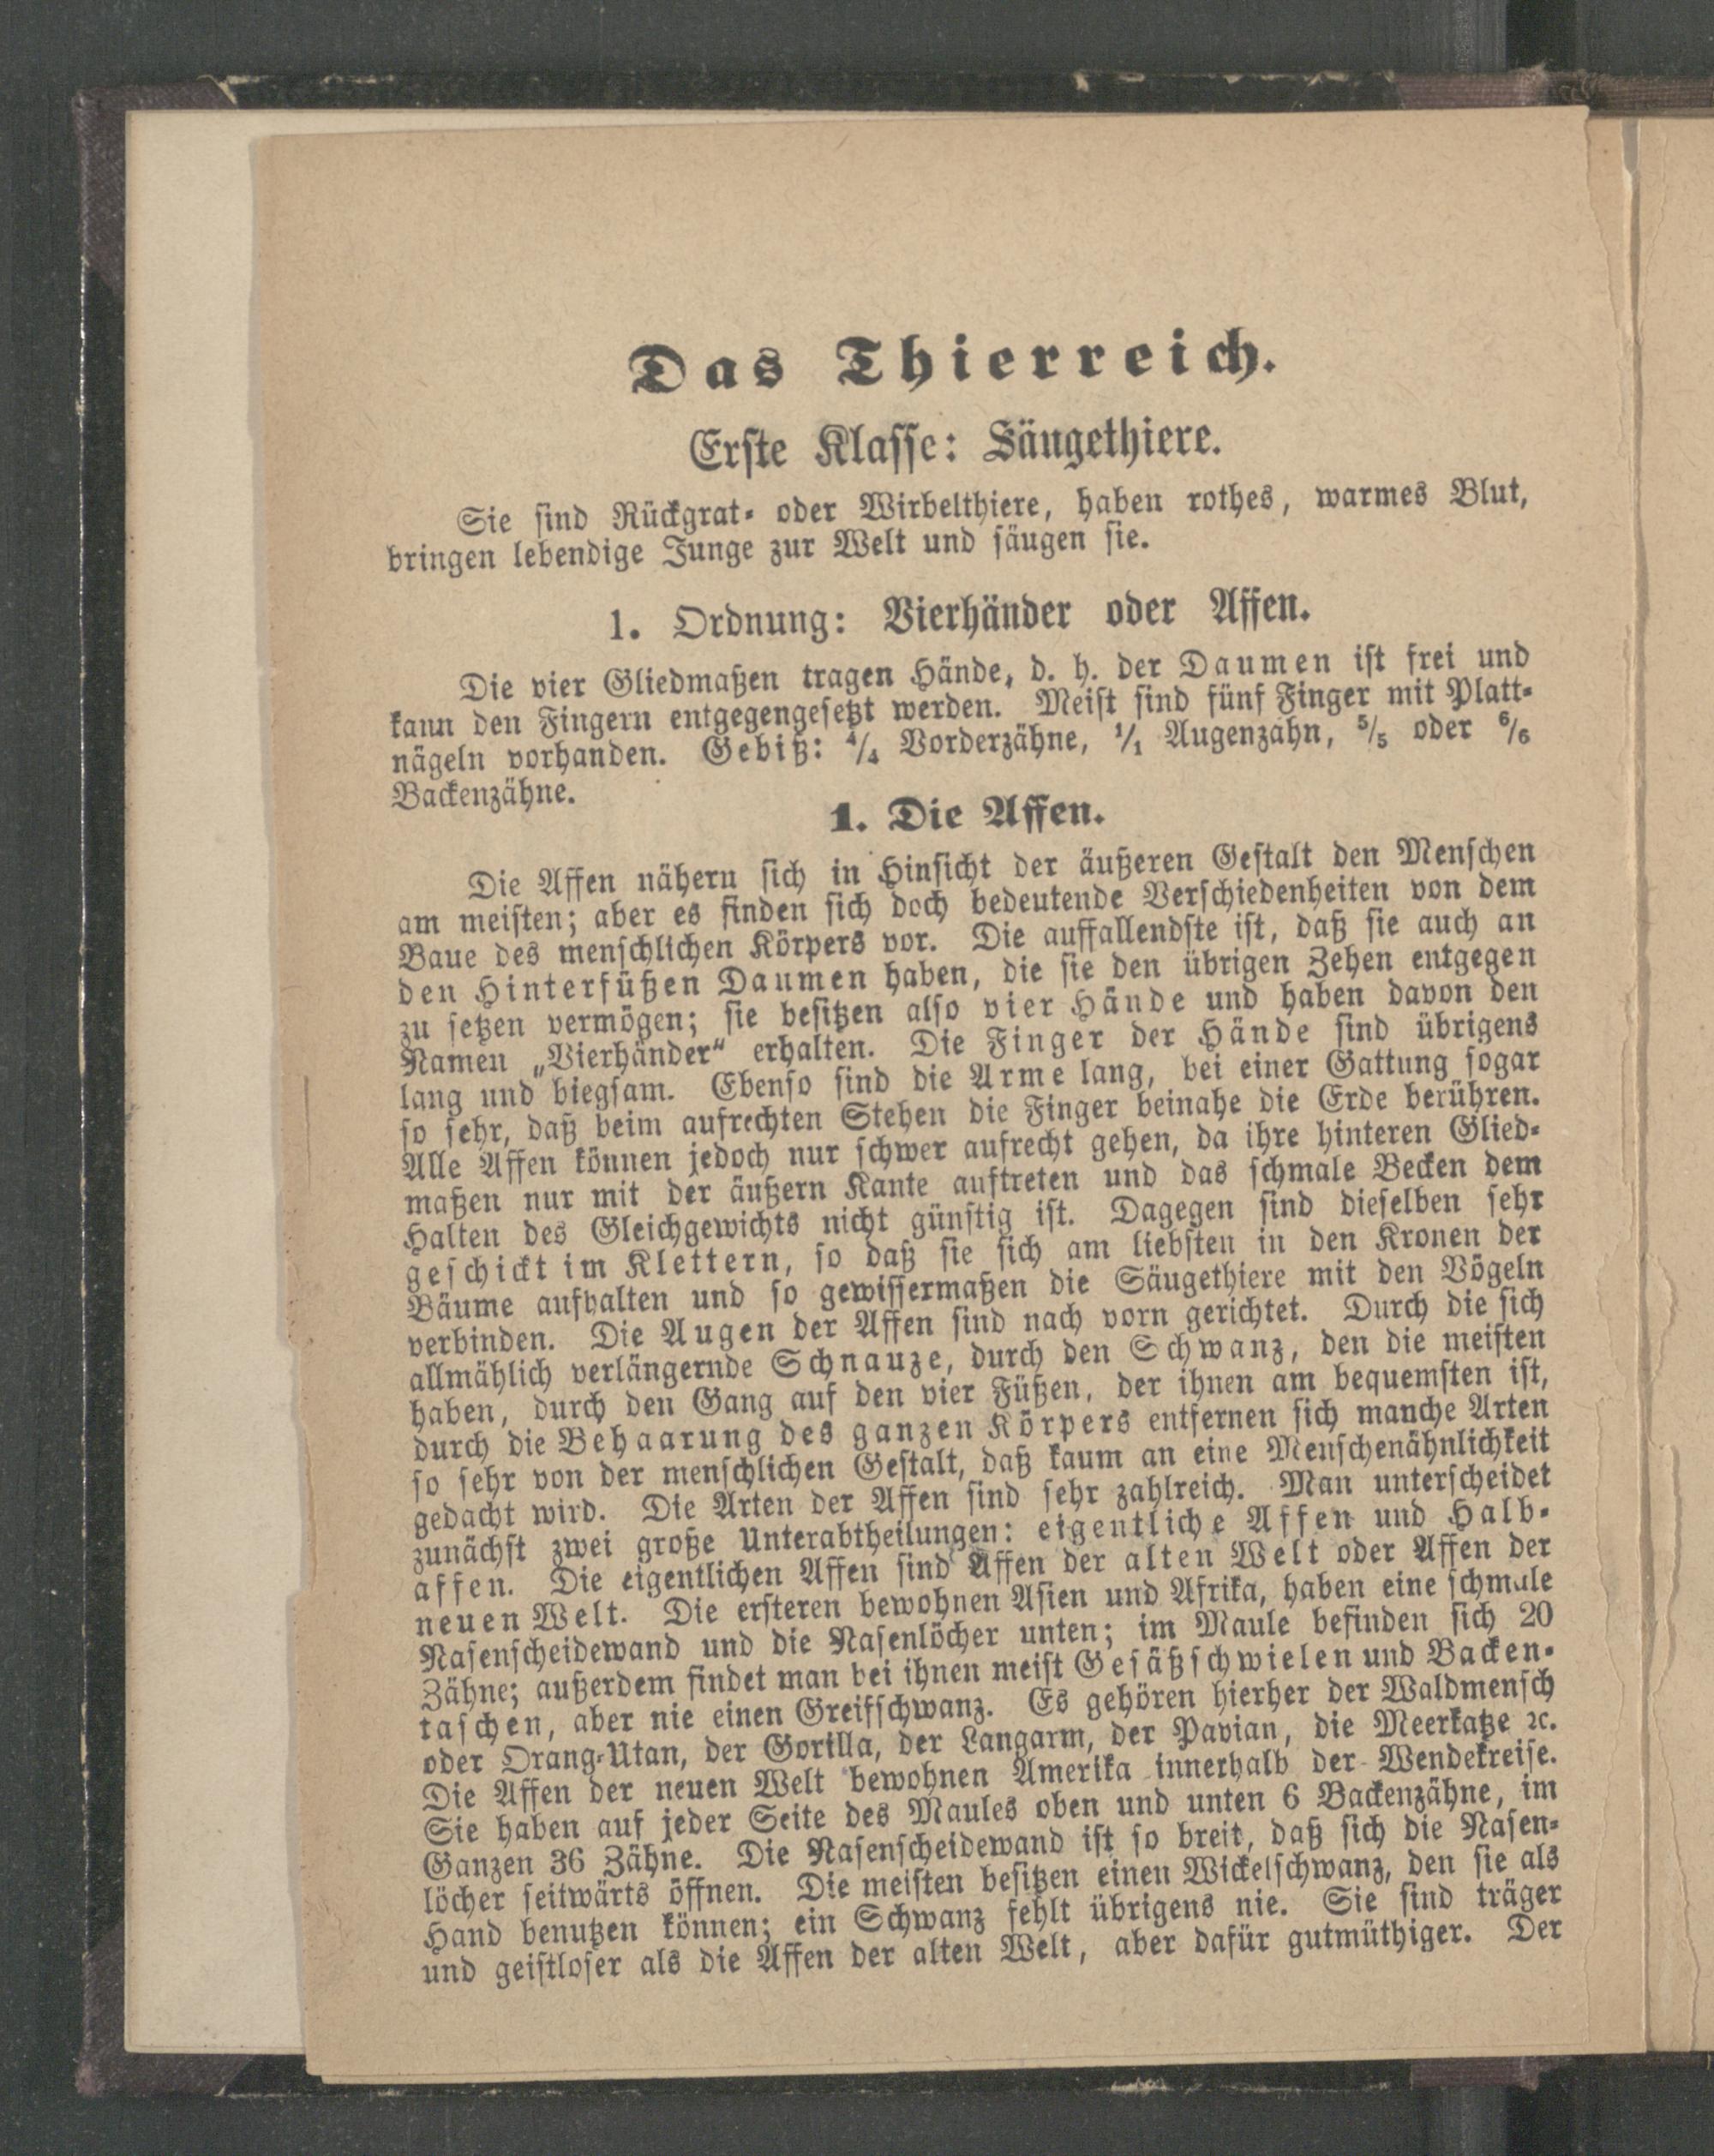 Das Thierreich.
Erste Klasse: Säugethiere.
Sie sind Rückgrat- oder Wirbelthiere, haben rothes, warmes Blut,
bringen lebendige Junge zur Welt und säugen sie.
1. Ordnung: Vierhänder oder Affen.
Die vier Gliedmaßen tragen Hände, d. h. der Daumen ist frei und
kann den Fingern entgegengesetzt werden. Meist sind fünf Finger mit Platt-
nägeln vorhanden. Gebiß: 4/4 Vorderzähne, 1/1 Augenzahn, 5/5 oder 6/6
Backenzähne.
1. Die Affen.
Die Affen nähern sich in Hinsicht der äußeren Gestalt den Menschen
am meisten; aber es finden sich doch bedeutende Verschiedenheiten von dem
Baue des menschlichen Körpers vor. Die auffallendste ist, daß sie auch an
den Hinterfüßen Daumen haben, die sie den übrigen Zehen entgegen
zu setzen vermögen; sie besitzen also vier Hände und haben davon den
Namen „Vierhänder“ erhalten. Die Finger der Hände sind übrigens
lang und biegsam. Ebenso sind die Arme lang, bei einer Gattung sogar
so sehr, daß beim aufrechten Stehen die Finger beinahe die Erde berühren.
Alle Affen können jedoch nur schwer aufrecht gehen, da ihre hinteren Glied-
maßen nur mit der äußern Kante auftreten und das schmale Becken dem
Halten des Gleichgewichts nicht günstig ist. Dagegen sind dieselben sehr
geschickt im Klettern, so daß sie sich am liebsten in den Kronen der
Bäume aufhalten und so gewissermaßen die Säugethiere mit den Vögeln
verbinden. Die Augen der Affen sind nach vorn gerichtet. Durch die sich
allmählich verlängernde Schnauze, durch den Schwanz, den die meisten
haben, durch den Gang auf den vier Füßen, der ihnen am bequemsten ist,
durch die Behaarung des ganzen Körpers entfernen sich manche Arten
so sehr von der menschlichen Gestalt, daß kaum an eine Menschenähnlichkeit
gedacht wird. Die Arten der Affen sind sehr zahlreich. Man unterscheidet
zunächst zwei große Unterabtheilungen: eigentliche Affen und Halb-
affen. Die eigentlichen Affen sind Affen der alten Welt oder Affen der
neuen Welt. Die ersteren bewohnen Asien und Afrika, haben eine schmale
Nasenscheidewand und die Nasenlöcher unten; im Maule befinden sich 20
Zähne; außerdem findet man bei ihnen meist Gesäßschwielen und Backen-
taschen, aber nie einen Greifschwanz. Es gehören hierher der Waldmensch
oder Orang-Utan, der Gorilla, der Langarm, der Pavian, die Meerkatze ꝛc.
Die Affen der neuen Welt bewohnen Amerika innerhalb der Wendekreise.
Sie haben auf jeder Seite des Maules oben und unten 6 Backenzähne, im
Ganzen 36 Zähne. Die Nasenscheidewand ist so breit, daß sich die Nasen-
löcher seitwärts öffnen. Die meisten besitzen einen Wickelschwanz, den sie als
Hand benutzen können; ein Schwanz fehlt übrigens nie. Sie sind träger
und geistloser als die Affen der alten Welt, aber dafür gutmüthiger. Der